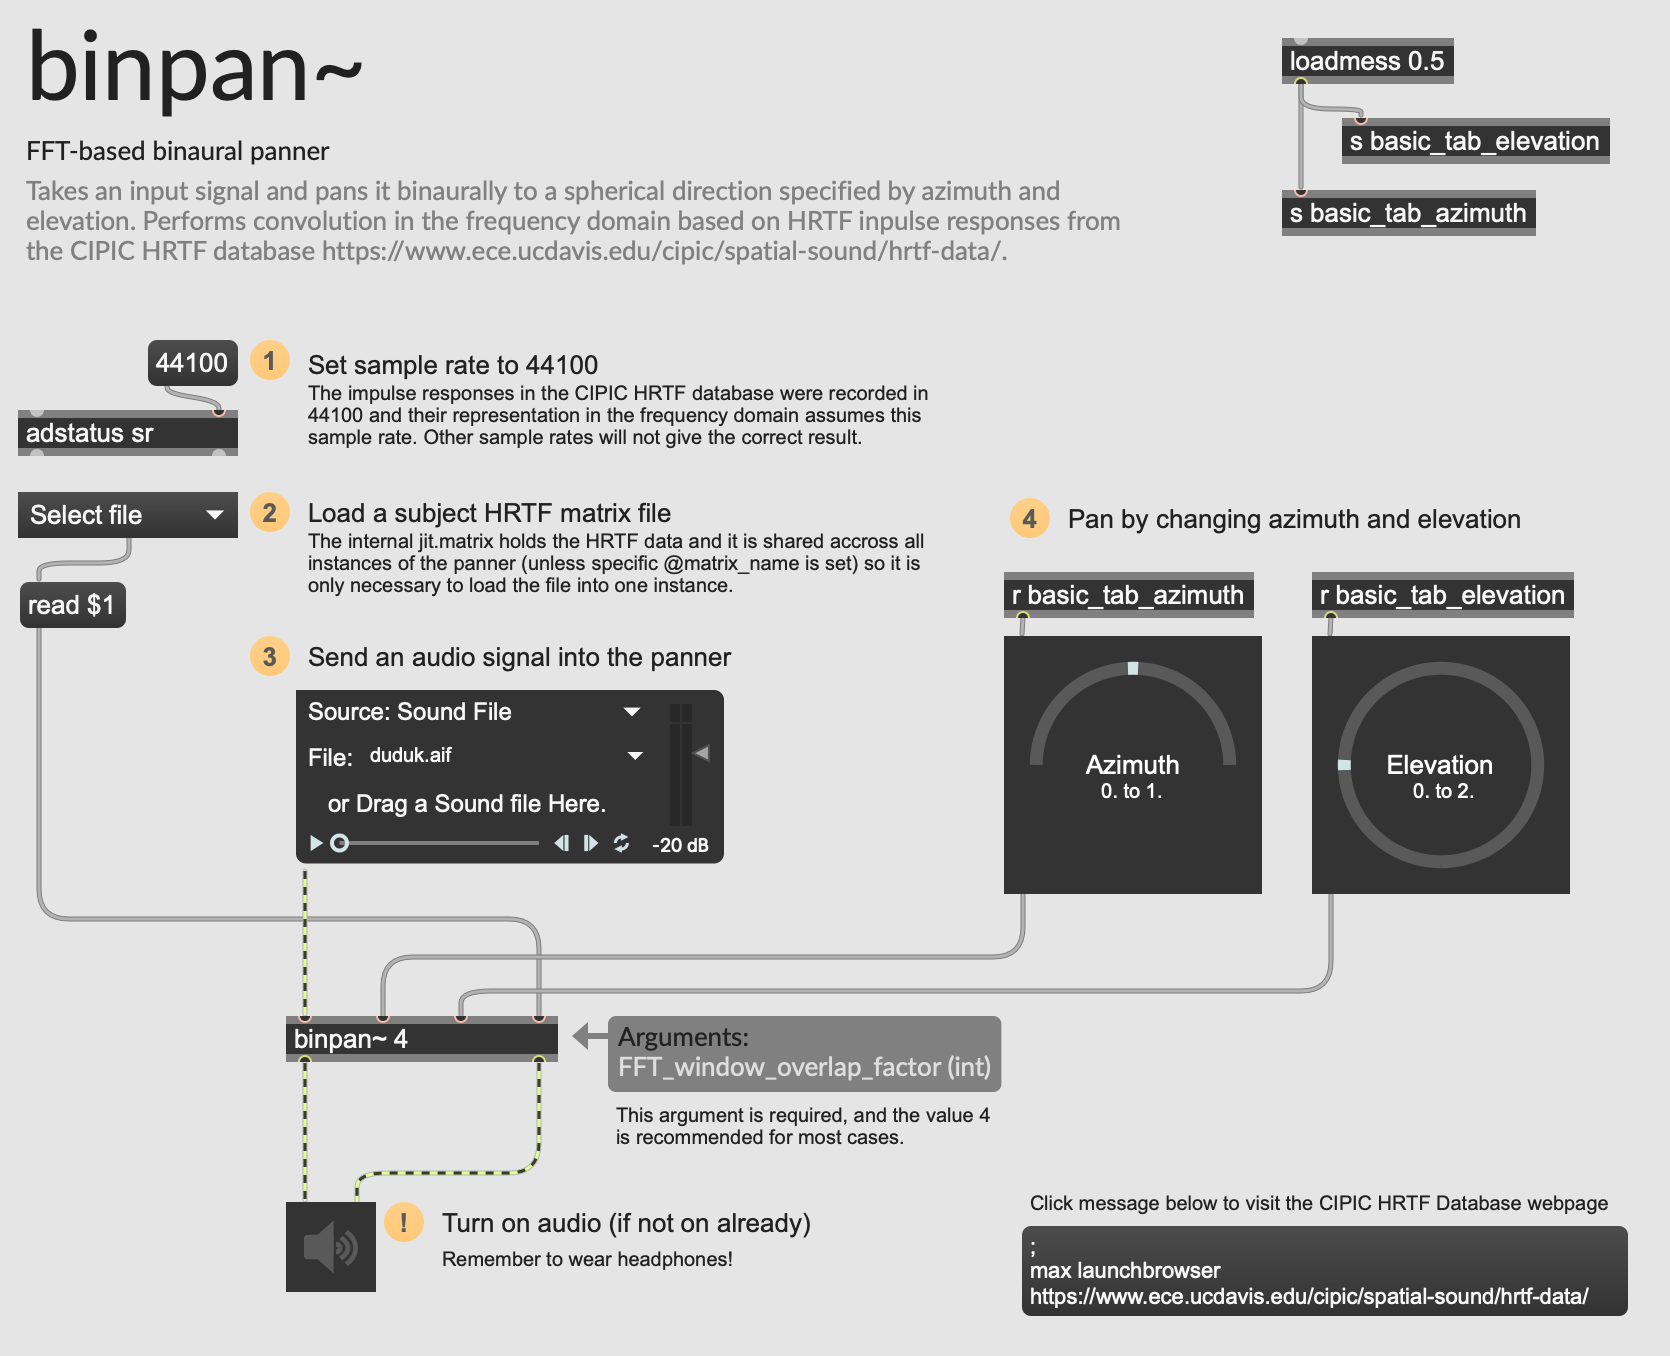 binpan~
FFT-based binaural panner
Takes an input signal and pans it binaurally to a spherical direction specified by azimuth and
elevation. Performs convolution in the frequency domain based on HRTF inpulse responses from
the CIPIC HRTF database https://www.ece.ucdavis.edu/cipic/spatial-sound/hrtf-data/.
loadmess 0.5
s basic_tab_elevation
s basic_tab_azimuth
44100
adstatus sr
1
Set sample rate to 44100
The impulse responses in the CIPIC HRTF database were recorded in
44100 and their representation in the frequency domain assumes this
sample rate. Other sample rates will not give the correct result.
Select file
read $1
2
Load a subject HRTF matrix file
The internal jit.matrix holds the HRTF data and it is shared accross all
instances of the panner (unless specific @matrix_name is set) so it is
only necessary to load the file into one instance.
3
Send an audio signal into the panner
Source: Sound File
File: duduk.aif
or Drag a Sound file Here.
-20 dB
4
Pan by changing azimuth and elevation
r basic_tab_azimuth
r basic_tab_elevation
Azimuth
0. to 1.
Elevation
0. to 2.
binpan~ 4
Arguments:
FFT_window_overlap_factor (int)
This argument is required, and the value 4
is recommended for most cases.
!
Turn on audio (if not on already)
Remember to wear headphones!
Click message below to visit the CIPIC HRTF Database webpage
;
max launchbrowser
https://www.ece.ucdavis.edu/cipic/spatial-sound/hrtf-data/